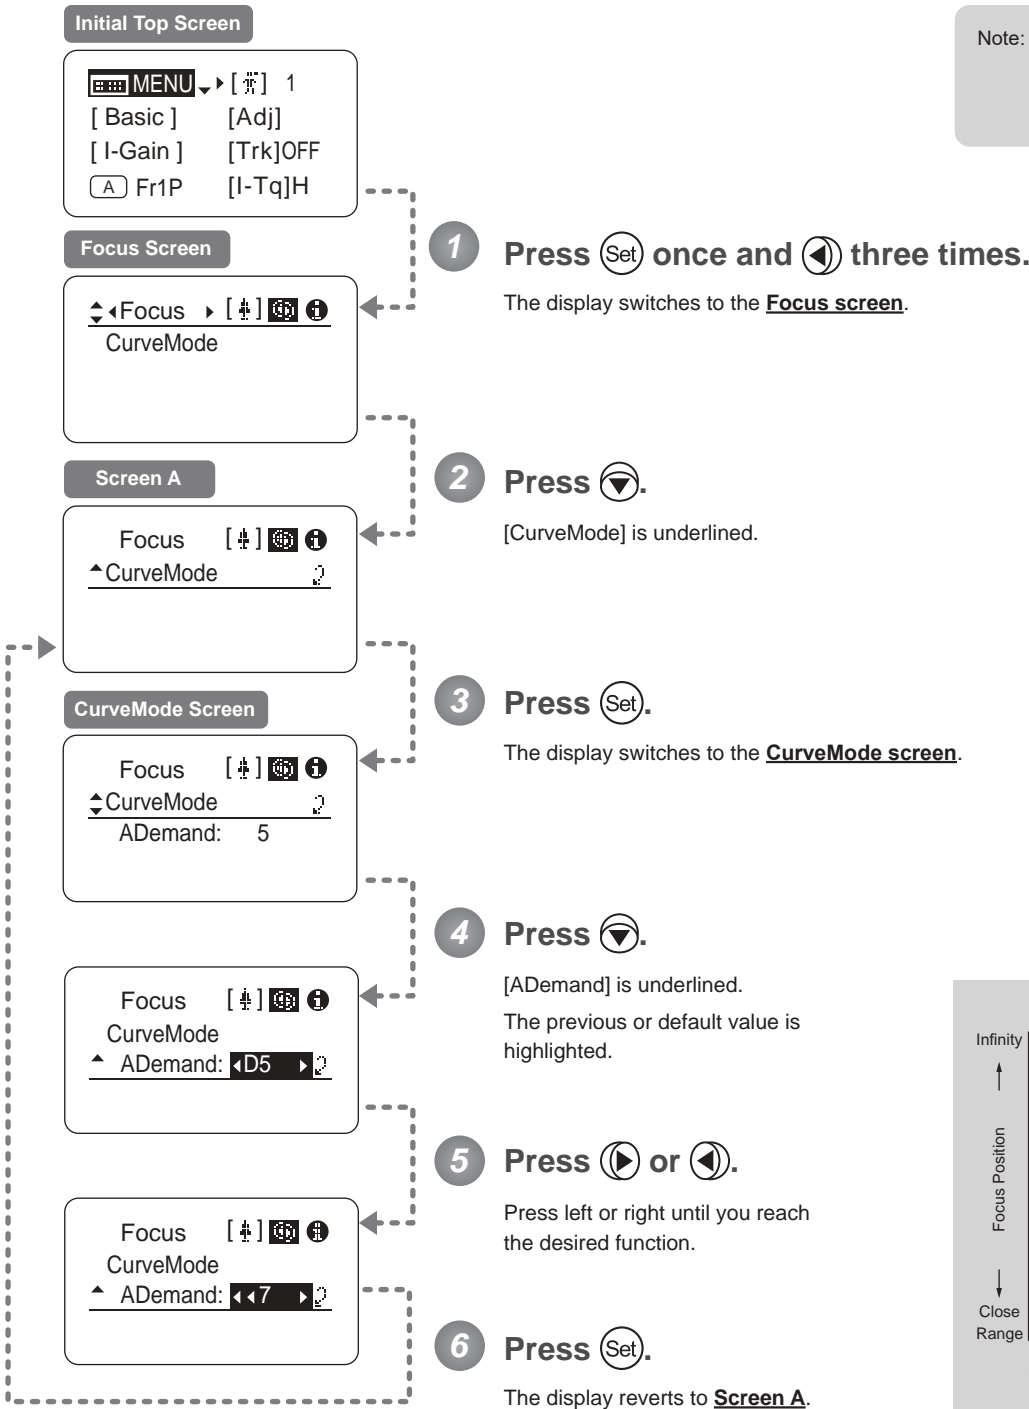 Initial Top Screen
MENU [ ] 1
[ Basic ] [Adj]
[ I-Gain ] [Trk]OFF
A Fr1P [I-Tq]H
Note:
1 Press Set once and ◀ three times.
The display switches to the Focus screen.
Focus Screen
Focus [ ]
CurveMode
2 Press ▼.
[CurveMode] is underlined.
Screen A
Focus [ ]
CurveMode
3 Press Set.
The display switches to the CurveMode screen.
CurveMode Screen
Focus [ ]
CurveMode
ADemand: 5
4 Press ▼.
[ADemand] is underlined.
The previous or default value is
highlighted.
Focus [ ]
CurveMode
ADemand: ◀D5 ▶
5 Press ▶ or ◀.
Press left or right until you reach
the desired function.
Focus [ ]
CurveMode
ADemand: ◀◀7 ▶
6 Press Set.
The display reverts to Screen A.
Infinity
Focus Position
Close
Range